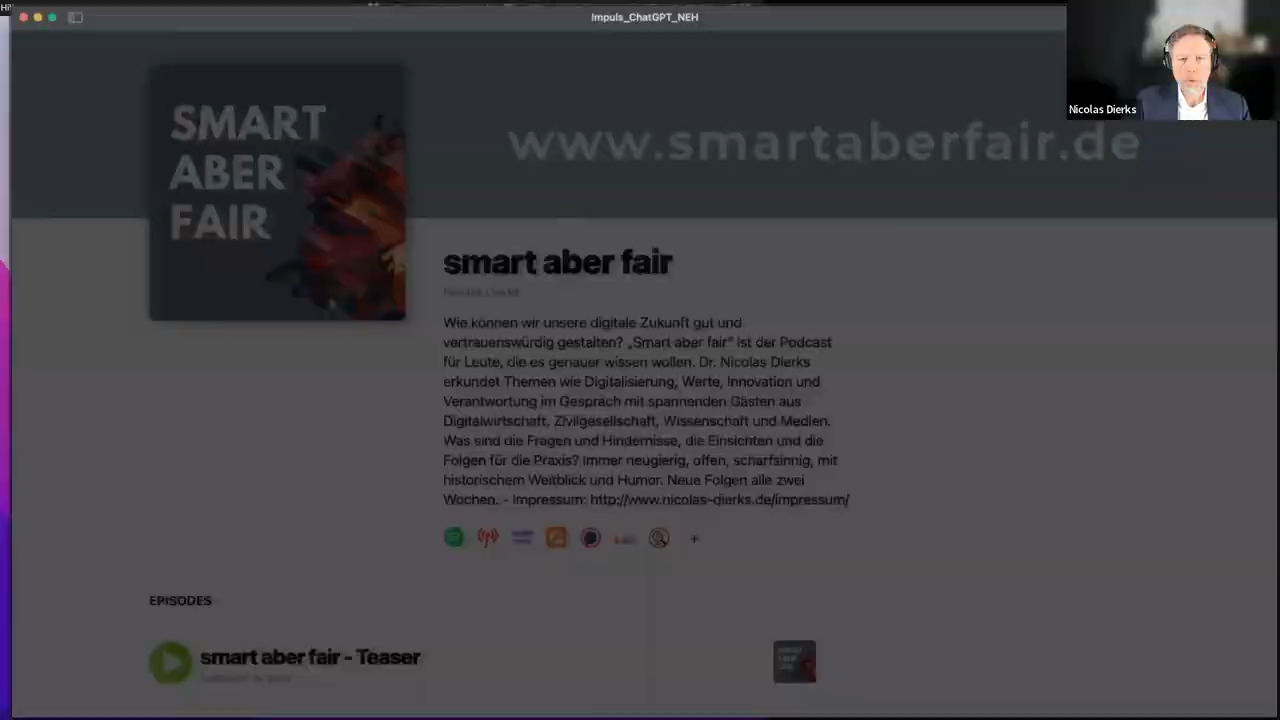 Impuls_ChatGPT_NEH
Nicolas Dierks
SMART
ABER
FAIR
www.smartaberfair.de
smart aber fair
Wie können wir unsere digitale Zukunft gut und
vertrauenswürdig gestalten? „Smart aber fair“ ist der Podcast
für Leute, die es genauer wissen wollen. Dr. Nicolas Dierks
erkundet Themen wie Digitalisierung, Werte, Innovation und
Verantwortung im Gespräch mit spannenden Gästen aus
Digitalwirtschaft, Zivilgesellschaft, Wissenschaft und Medien.
Was sind die Fragen und Hindernisse, die Einsichten und die
Folgen für die Praxis? Immer neugierig, offen, scharfsinnig, mit
historischem Weitblick und Humor. Neue Folgen alle zwei
Wochen. - Impressum: http://www.nicolas-dierks.de/impressum/
+
EPISODES
smart aber fair - Teaser